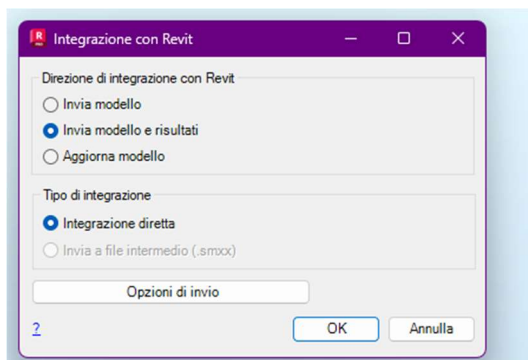 Integrazione con Revit
Direzione di integrazione con Revit
Invia modello
Invia modello e risultati
Aggiorna modello
Tipo di integrazione
Integrazione diretta
Invia a file intermedio (.smxx)
Opzioni di invio
?
OK
Annulla